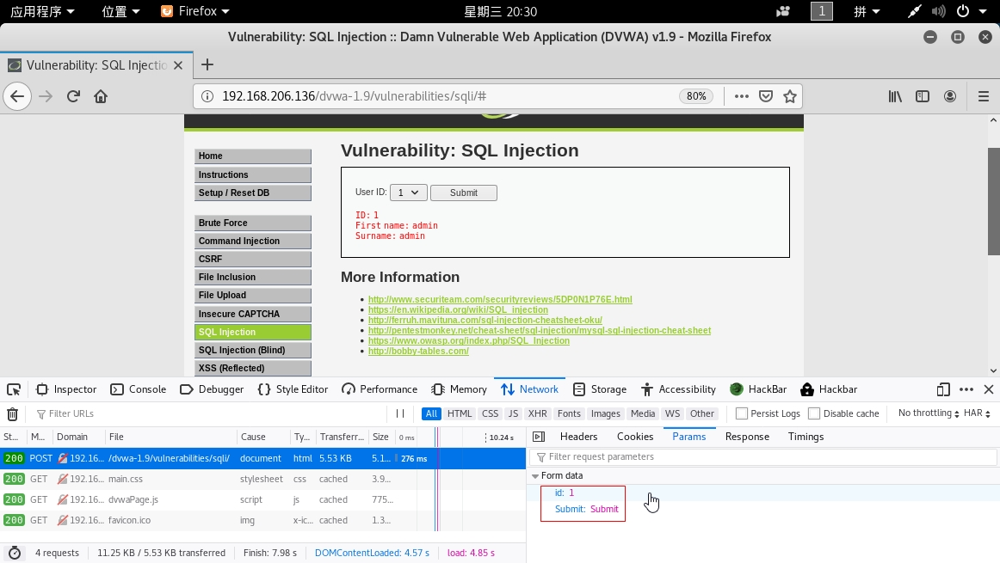 应用程序 位置 Firefox 星期三 20:30 1 拼
Vulnerability: SQL Injection :: Damn Vulnerable Web Application (DVWA) v1.9 - Mozilla Firefox
Vulnerability: SQL Injectio
192.168.206.136/dvwa-1.9/vulnerabilities/sqli/# 80%
Vulnerability: SQL Injection
Home
Instructions
Setup / Reset DB
Brute Force
Command Injection
CSRF
File Inclusion
File Upload
Insecure CAPTCHA
SQL Injection
SQL Injection (Blind)
XSS (Reflected)
User ID: 1 Submit
ID: 1
First name: admin
Surname: admin
More Information
http://www.securiteam.com/securityreviews/5DP0N1P76E.html
https://en.wikipedia.org/wiki/SQL_injection
http://ferruh.mavituna.com/sql-injection-cheatsheet-oku/
http://pentestmonkey.net/cheat-sheet/sql-injection/mysql-sql-injection-cheat-sheet
https://www.owasp.org/index.php/SQL_Injection
http://bobby-tables.com/
Inspector Console Debugger Style Editor Performance Memory Network Storage Accessibility HackBar Hackbar
Filter URLs All HTML CSS JS XHR Fonts Images Media WS Other Persist Logs Disable cache No throttling HAR
St... M... Domain File Cause Ty... Transferr... Size 0 ms 10.24 s
200 POST 192.16... /dvwa-1.9/vulnerabilities/sqli/ document html 5.53 KB 5.1... 276 ms
200 GET 192.16... main.css stylesheet css cached 3.9...
200 GET 192.16... dvwaPage.js script js cached 775...
200 GET 192.16... favicon.ico img x-ic... cached 1.3...
4 requests 11.25 KB / 5.53 KB transferred Finish: 7.98 s DOMContentLoaded: 4.57 s load: 4.85 s
Headers Cookies Params Response Timings
Filter request parameters
Form data
id: 1
Submit: Submit